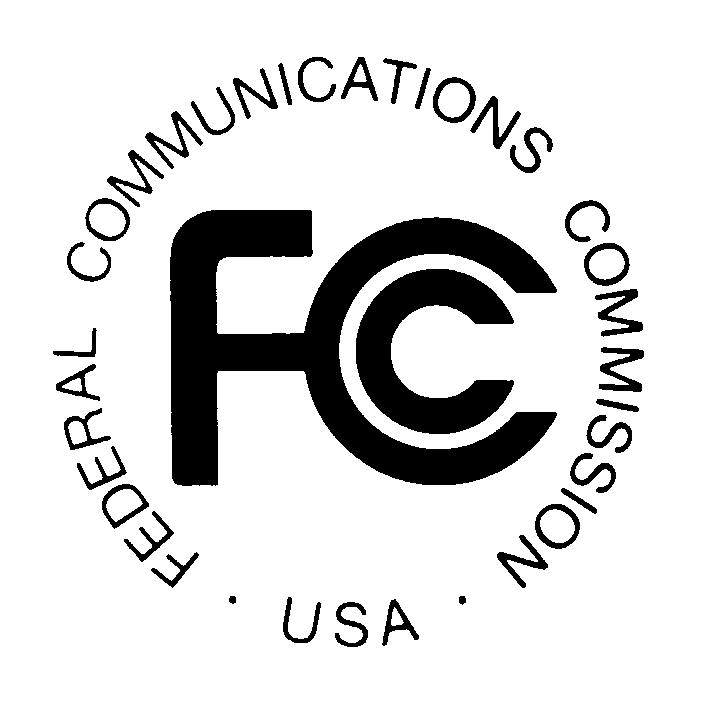 FEDERAL COMMUNICATIONS COMMISSION
FCC
· USA ·